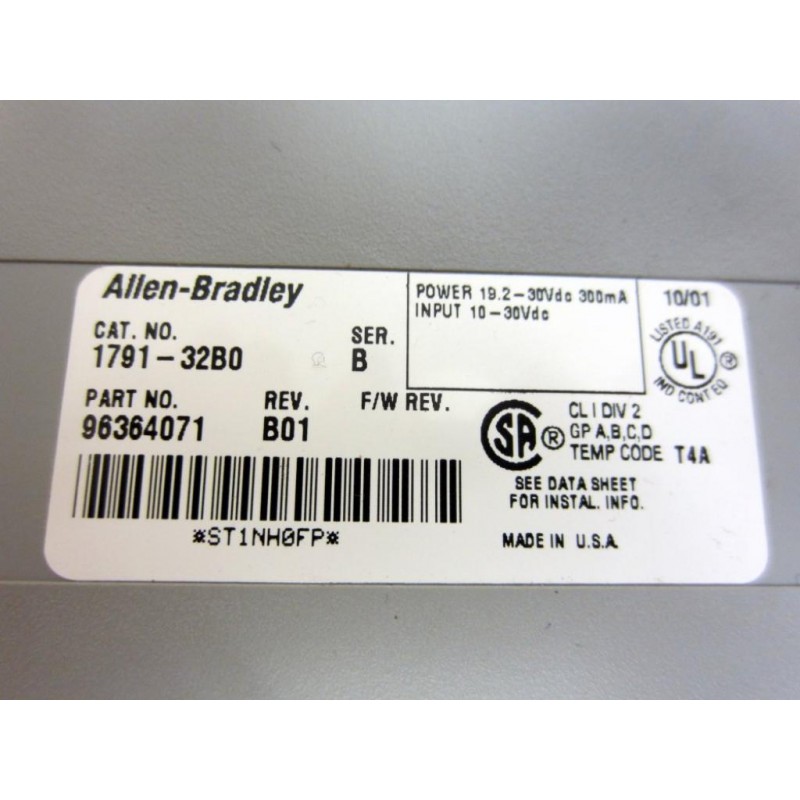 Allen-Bradley
CAT. NO.
1791-32B0
SER.
B
PART NO.
96364071
REV.
B01
F/W REV.
*ST1NH0FP*
POWER 19.2-30Vdc 300mA
INPUT 10-30Vdc
10/01
LISTED A197
UL ®
IND CONT EQ.
SA ®
CL I DIV 2
GP A,B,C,D
TEMP CODE T4A
SEE DATA SHEET
FOR INSTAL. INFO.
MADE IN U.S.A.